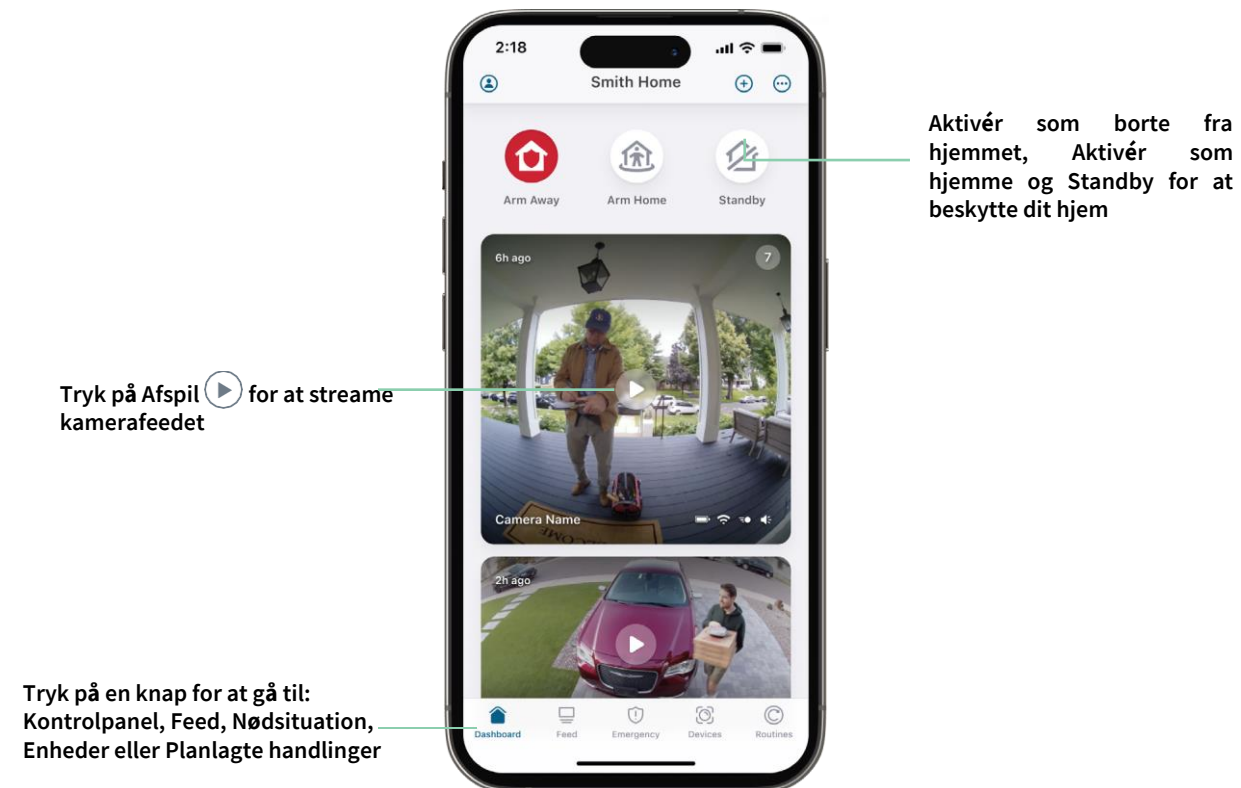 2:18
Smith Home
Arm Away
Arm Home
Standby
Aktivér som borte fra
hjemmet, Aktivér som
hjemme og Standby for at
beskytte dit hjem
6h ago
7
Tryk på Afspil for at streame
kamerafeedet
Camera Name
WELCOME
2h ago
Tryk på en knap for at gå til:
Kontrolpanel, Feed, Nødsituation,
Enheder eller Planlagte handlinger
Dashboard
Feed
Emergency
Devices
Routines